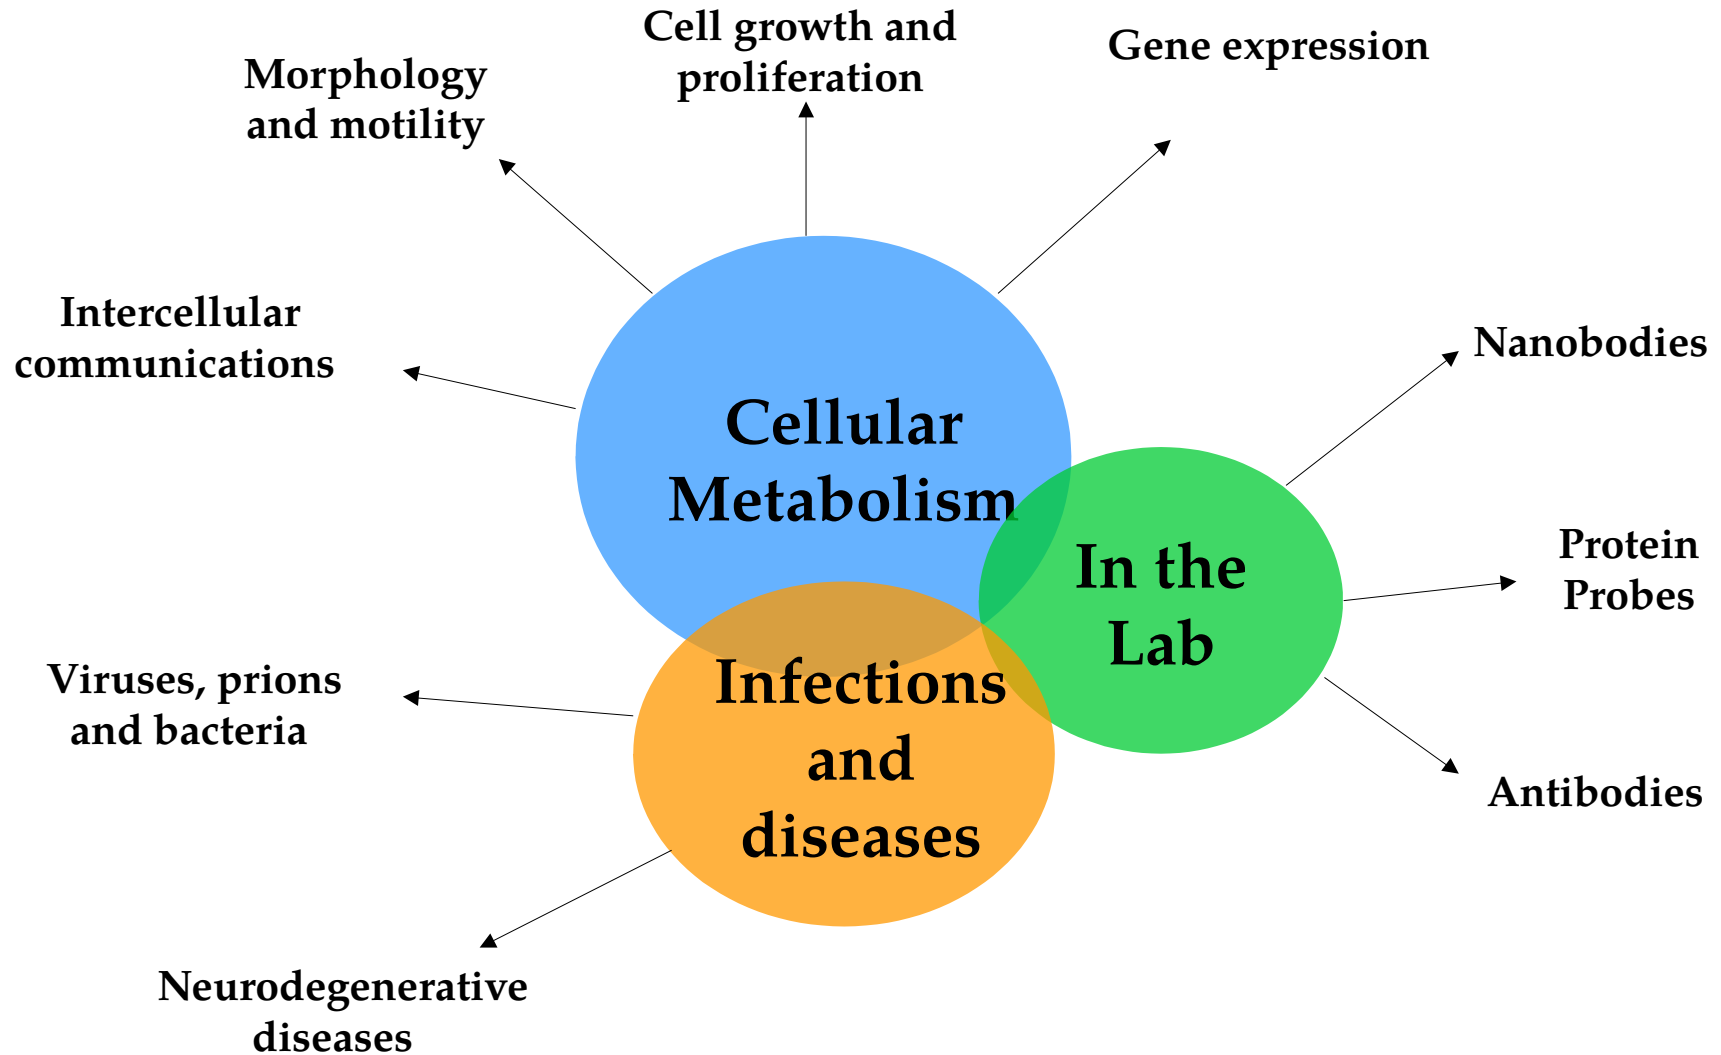 Cell growth and
proliferation
Gene expression
Morphology
and motility
Intercellular
communications
Nanobodies
Cellular
Metabolism
In the
Lab
Protein
Probes
Viruses, prions
and bacteria
Infections
and
diseases
Antibodies
Neurodegenerative
diseases